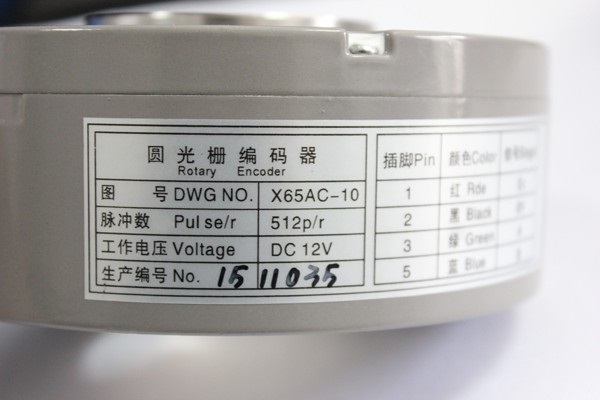 圆光栅编码器
Rotary Encoder
图 号 DWG NO. X65AC-10
脉冲数 Pulse/r 512p/r
工作电压 Voltage DC 12V
生产编号 No. 1511035
插脚Pin 颜色Color
1 红 Rde
2 黑 Black
3 绿 Green
5 蓝 Blue